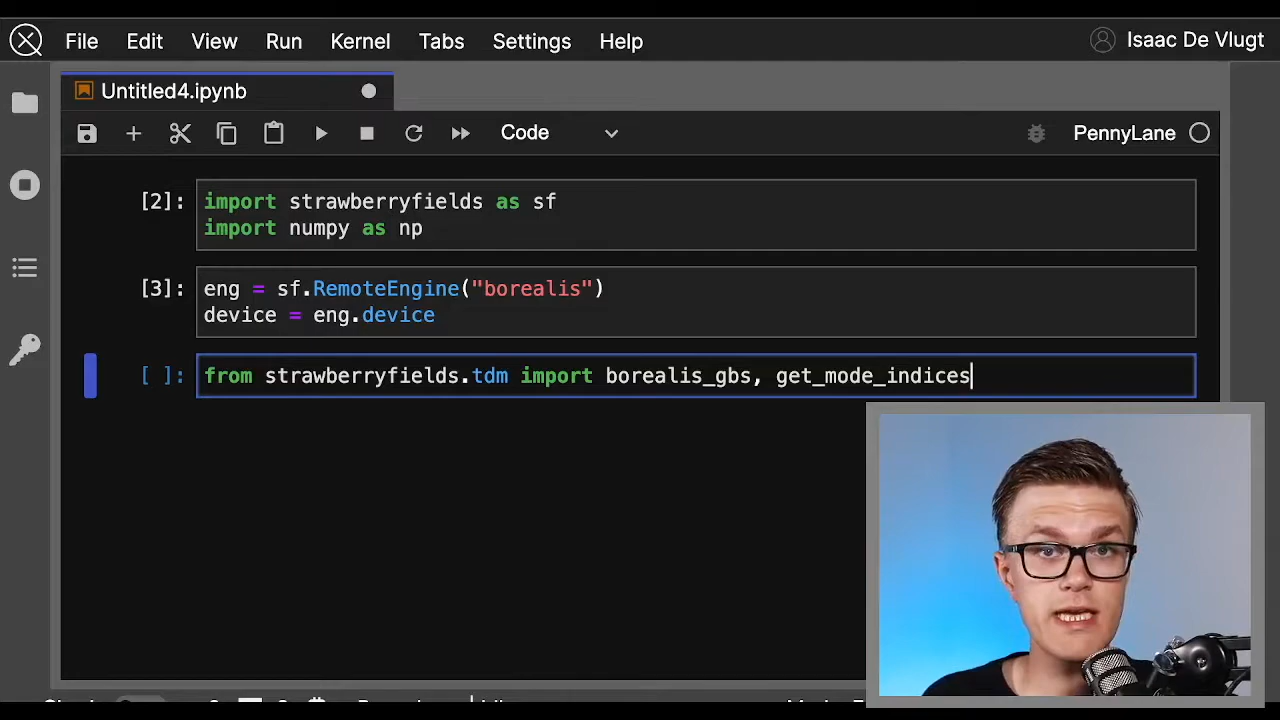 File Edit View Run Kernel Tabs Settings Help Isaac De Vlugt
Untitled4.ipynb
Code PennyLane
[2]: import strawberryfields as sf
import numpy as np
[3]: eng = sf.RemoteEngine("borealis")
device = eng.device
[ ]: from strawberryfields.tdm import borealis_gbs, get_mode_indices